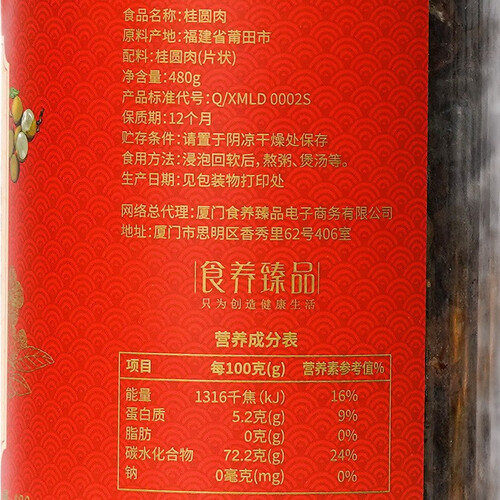 食品名称:桂圆肉
原料产地:福建省莆田市
配料:桂圆肉(片状)
净含量:480g
产品标准代号:Q/XMLD 0002S
保质期:12个月
贮存条件:请置于阴凉干燥处保存
食用方法:浸泡回软后,熬粥、煲汤等。
生产日期:见包装物打印处
网络总代理:厦门食养臻品电子商务有限公司
地址:厦门市思明区香秀里62号406室
食养臻品
只为创造健康生活
营养成分表
项目 每100克(g) 营养素参考值%
能量 1316千焦(kJ) 16%
蛋白质 5.2克(g) 9%
脂肪 0克(g) 0%
碳水化合物 72.2克(g) 24%
钠 0毫克(mg) 0%